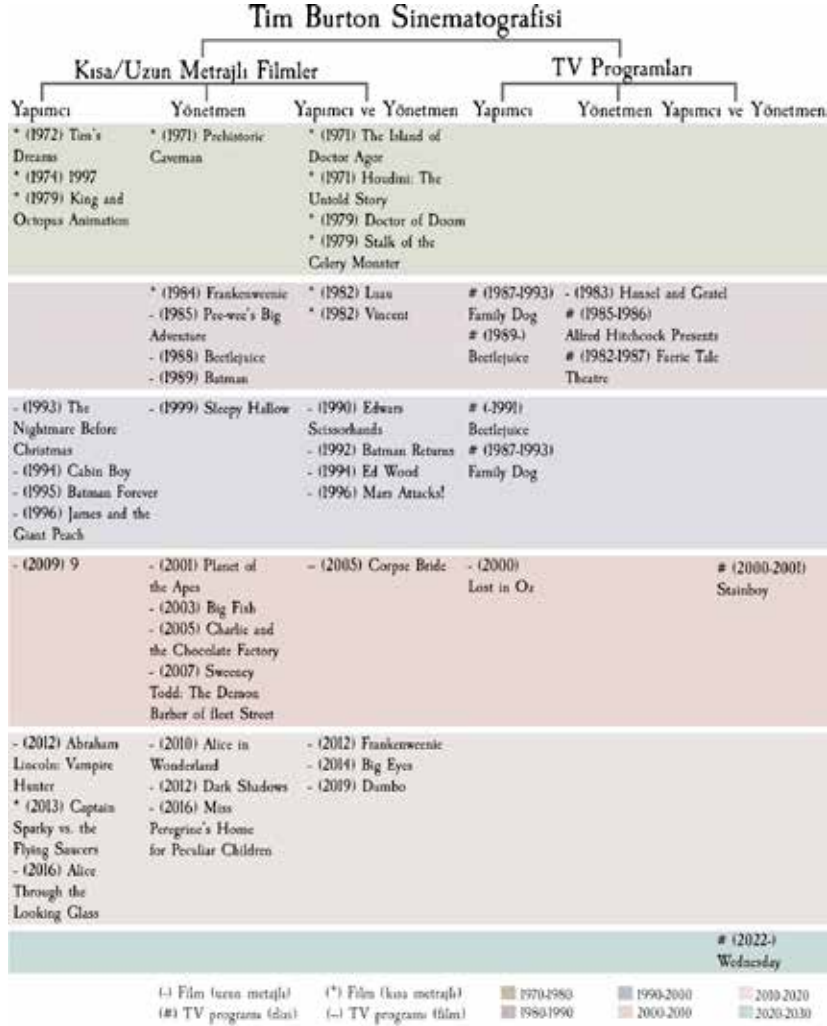 Tim Burton Sinematografisi
Kısa/Uzun Metrajlı Filmler
TV Programları
Yapımcı
Yönetmen
Yapımcı ve Yönetmen
Yapımcı
Yönetmen
Yapımcı ve Yönetmen
* (1972) Tim's
Dreams
* (1974) 1997
* (1979) King and
Octopus Animation
* (1971) Prehistoric
Caveman
* (1971) The Island of
Doctor Agor
* (1971) Houdini: The
Untold Story
* (1979) Doctor of Doom
* (1979) Stalk of the
Celery Monster
* (1984) Frankenweenie
- (1985) Pee-wee's Big
Adventure
- (1988) Beetlejuice
- (1989) Batman
* (1982) Luau
* (1982) Vincent
# (1987-1993)
Family Dog
# (1989-)
Beetlejuice
- (1983) Hansel and Gratel
# (1985-1986)
Alfred Hitchcock Presents
# (1982-1987) Faerie Tale
Theatre
- (1993) The
Nightmare Before
Christmas
- (1994) Cabin Boy
- (1995) Batman Forever
- (1996) James and the
Giant Peach
- (1999) Sleepy Hallow
- (1990) Edwars
Scissorhands
- (1992) Batman Returns
- (1994) Ed Wood
- (1996) Mars Attacks!
# (-1991)
Beetlejuice
# (1987-1993)
Family Dog
- (2009) 9
- (2001) Planet of
the Apes
- (2003) Big Fish
- (2005) Charlie and
the Chocolate Factory
- (2007) Sweeney
Todd: The Demon
Barber of fleet Street
- (2005) Corpse Bride
- (2000)
Lost in Oz
# (2000-2001)
Stainboy
- (2012) Abraham
Lincoln: Vampire
Hunter
* (2013) Captain
Sparky vs. the
Flying Saucers
- (2016) Alice
Through the
Looking Glass
- (2010) Alice in
Wonderland
- (2012) Dark Shadows
- (2016) Miss
Peregrine's Home
for Peculiar Children
- (2012) Frankenweenie
- (2014) Big Eyes
- (2019) Dumbo
# (2022-)
Wednesday
(-) Film (uzun metajlı)
(*) Film (kısa metrajlı)
1970-1980
1990-2000
2010-2020
(#) TV programı (dizi)
(--) TV programı (film)
1980-1990
2000-2010
2020-2030